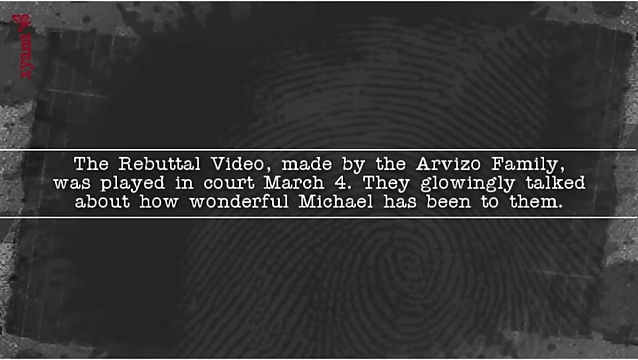 The Rebuttal Video, made by the Arvizo Family,
was played in court March 4. They glowingly talked
about how wonderful Michael has been to them.